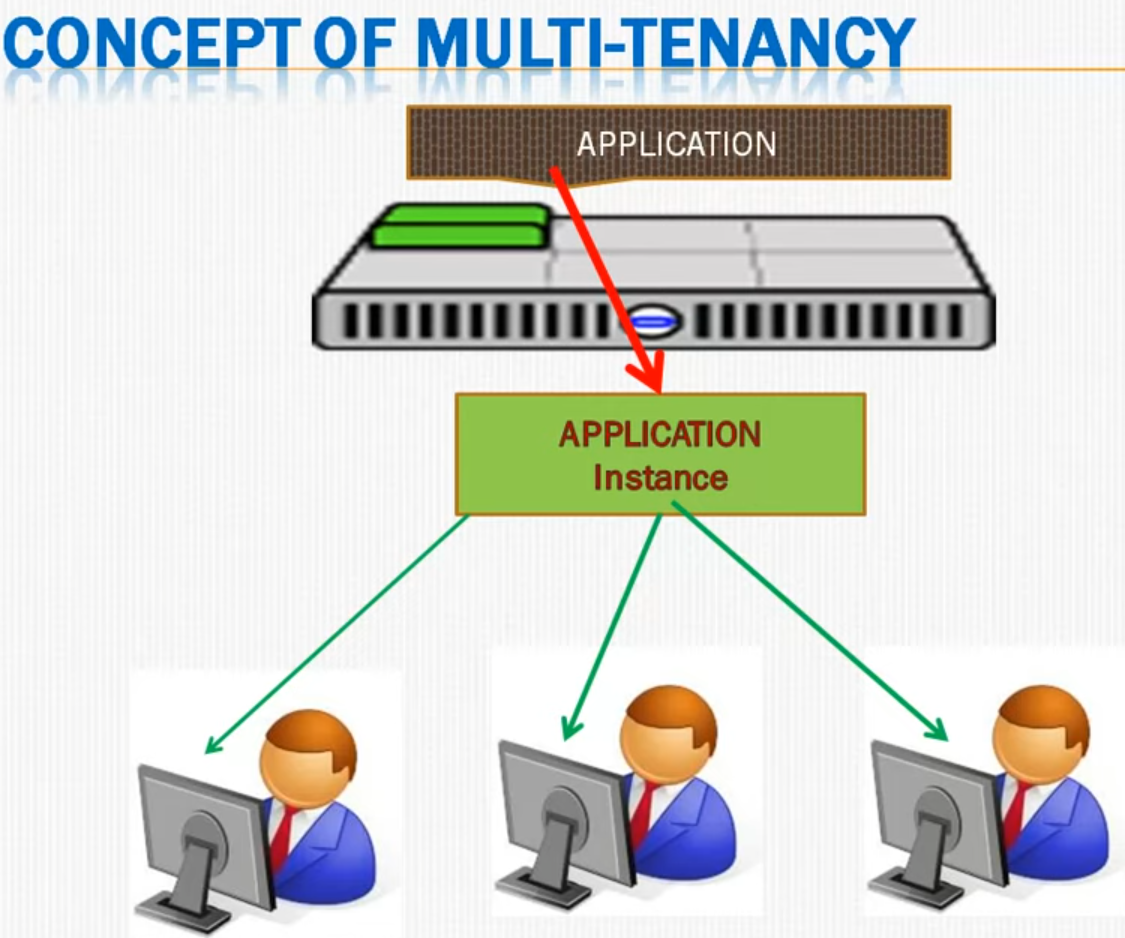 CONCEPT OF MULTI-TENANCY
APPLICATION
APPLICATION
Instance